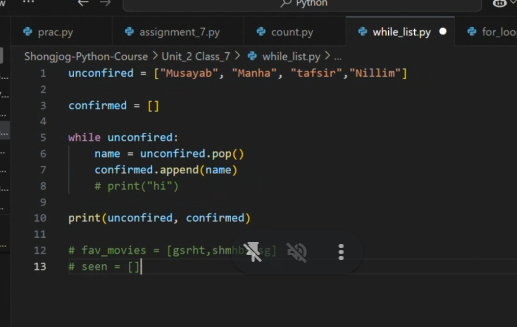 Python
prac.py assignment_7.py count.py while_list.py for_loo
Shongjog-Python-Course > Unit_2 Class_7 > while_list.py > ...
1 unconfired = ["Musayab", "Manha", "tafsir","Nillim"]
2
3 confirmed = []
4
5 while unconfired:
6 name = unconfired.pop()
7 confirmed.append(name)
8 # print("hi")
9
10 print(unconfired, confirmed)
11
12 # fav_movies = [gsrht,
13 # seen = []